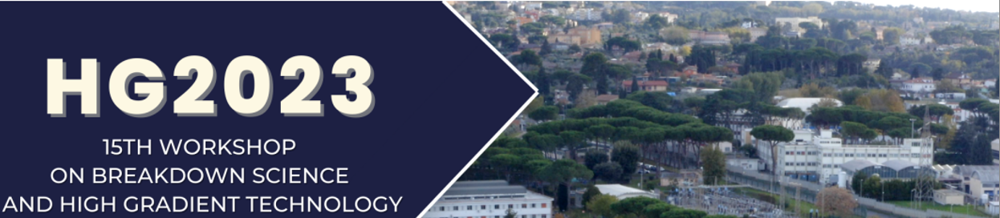 HG2023
15TH WORKSHOP
ON BREAKDOWN SCIENCE
AND HIGH GRADIENT TECHNOLOGY